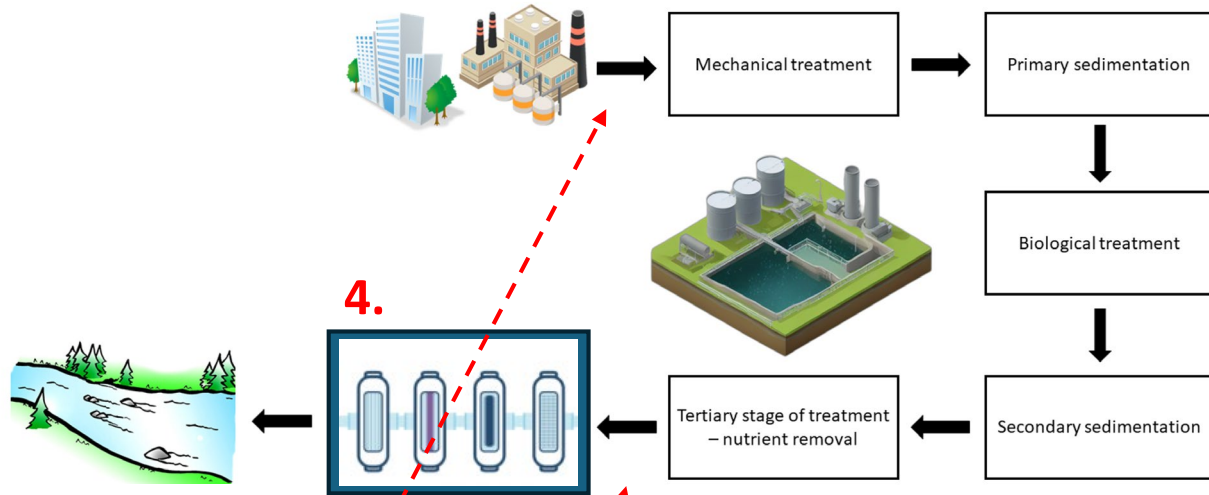 Mechanical treatment
Primary sedimentation
Biological treatment
4.
Tertiary stage of treatment
– nutrient removal
Secondary sedimentation